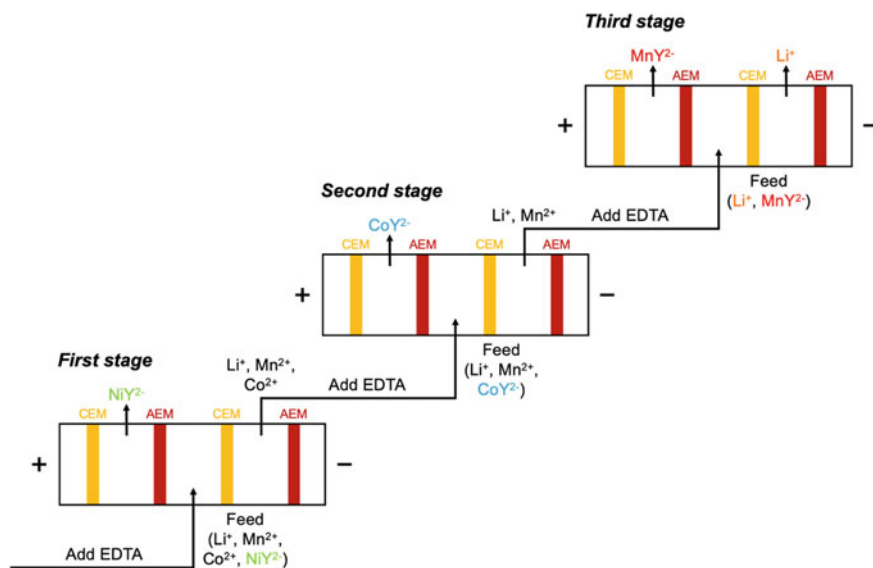 Third stage
MnY²⁻ Li⁺
CEM AEM CEM AEM
+ −
Feed
(Li⁺, MnY²⁻)
Second stage
Li⁺, Mn²⁺ Add EDTA
CoY²⁻
CEM AEM CEM AEM
+ −
Feed
(Li⁺, Mn²⁺,
CoY²⁻)
First stage
Li⁺, Mn²⁺,
Co²⁺
Add EDTA
NiY²⁻
CEM AEM CEM AEM
+ −
Feed
(Li⁺, Mn²⁺,
Co²⁺, NiY²⁻)
Add EDTA